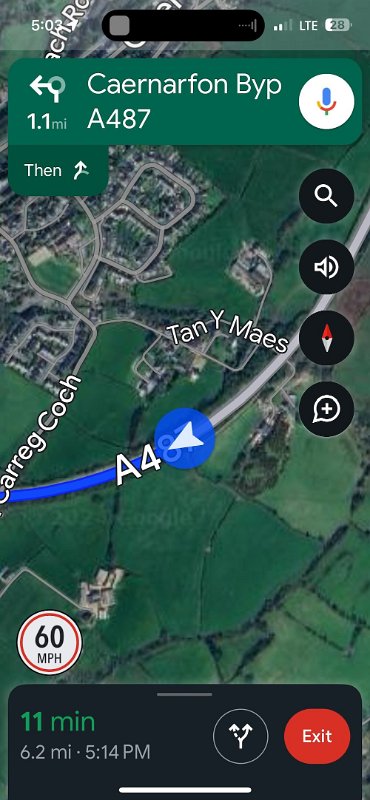 5:03
LTE
28
Caernarfon Byp
A487
1.1 mi
Then
Tan Y Maes
Carreg Coch
A487
60
MPH
11 min
6.2 mi · 5:14 PM
Exit